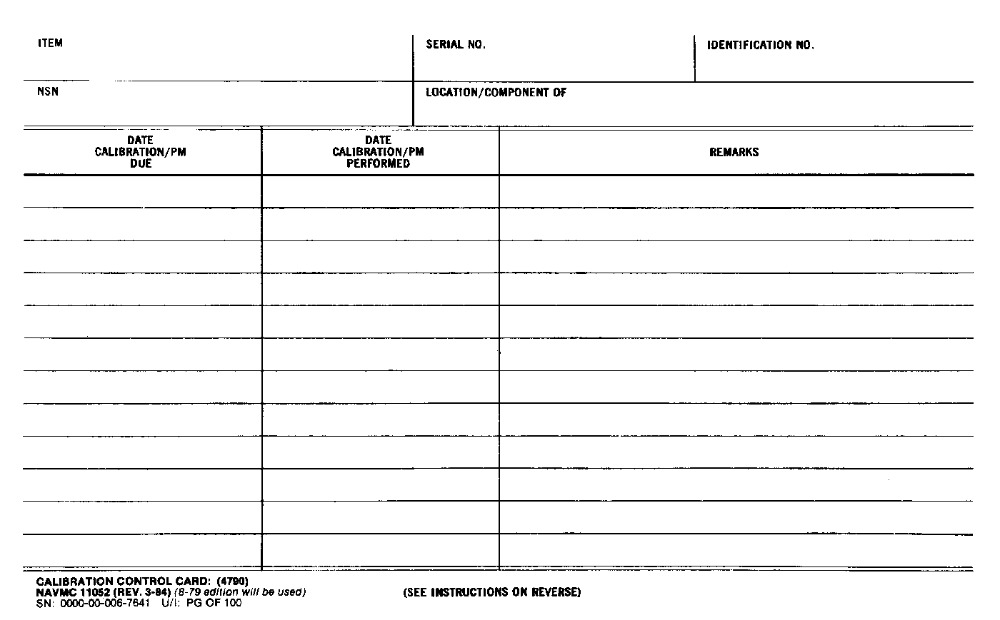 ITEM
SERIAL NO.
IDENTIFICATION NO.
NSN
LOCATION/COMPONENT OF
DATE
CALIBRATION/PM
DUE
DATE
CALIBRATION/PM
PERFORMED
REMARKS
CALIBRATION CONTROL CARD: (4790)
NAVMC 11052 (REV. 3-84) (8-79 edition will be used)
SN: 0000-00-006-7641 U/I: PG OF 100
(SEE INSTRUCTIONS ON REVERSE)